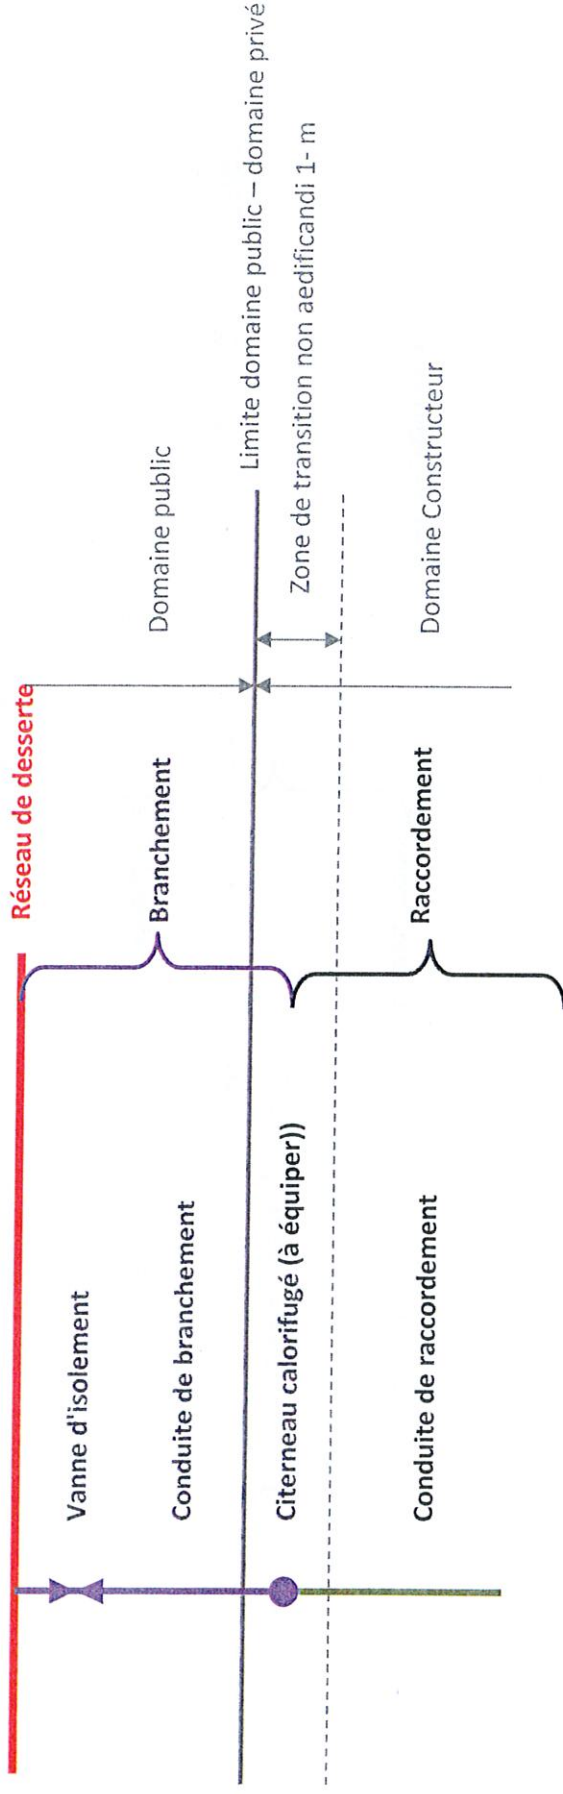 Réseau de desserte
Vanne d'isolement
Domaine public
Conduite de branchement
Branchement
Limite domaine public – domaine privé
Citerneau calorifugé (à équiper))
Zone de transition non aedificandi 1- m
Conduite de raccordement
Raccordement
Domaine Constructeur